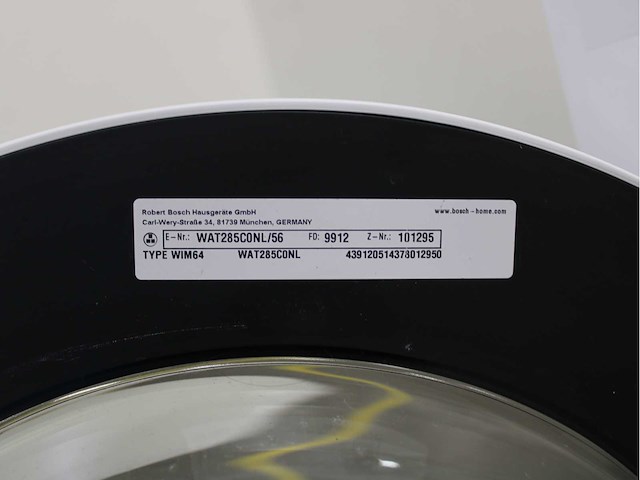 Robert Bosch Hausgeräte GmbH www.bosch-home.com
Carl-Wery-Straße 34, 81739 München, GERMANY
E-Nr.: WAT285C0NL/56 FD: 9912 Z-Nr.: 101295
TYPE WIM64 WAT285C0NL 439120514378012950